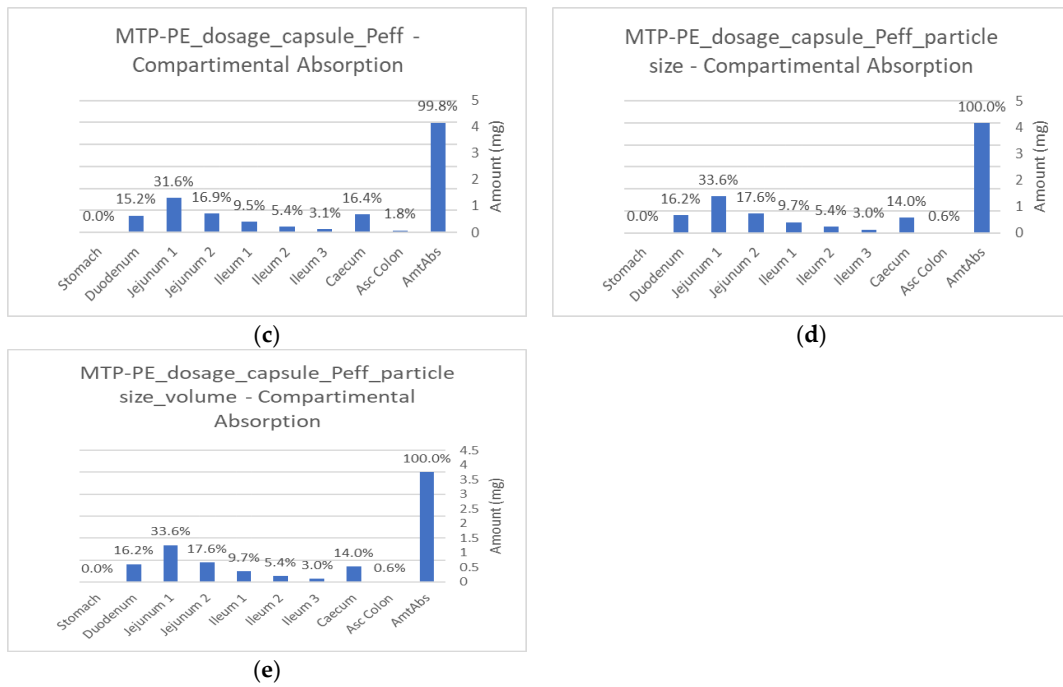 MTP-PE_dosage_capsule_Peff -
Compartimental Absorption
5
4
3
2
1
0
Amount (mg)
0.0%
15.2%
31.6%
16.9%
9.5%
5.4%
3.1%
16.4%
1.8%
99.8%
Stomach
Duodenum
Jejunum 1
Jejunum 2
Ileum 1
Ileum 2
Ileum 3
Caecum
Asc Colon
AmtAbs
(c)
MTP-PE_dosage_capsule_Peff_particle
size - Compartimental Absorption
5
4
3
2
1
0
Amount (mg)
0.0%
16.2%
33.6%
17.6%
9.7%
5.4%
3.0%
14.0%
0.6%
100.0%
Stomach
Duodenum
Jejunum 1
Jejunum 2
Ileum 1
Ileum 2
Ileum 3
Caecum
Asc Colon
AmtAbs
(d)
MTP-PE_dosage_capsule_Peff_particle
size_volume - Compartimental
Absorption
4.5
4
3.5
3
2.5
2
1.5
1
0.5
0
Amount (mg)
0.0%
16.2%
33.6%
17.6%
9.7%
5.4%
3.0%
14.0%
0.6%
100.0%
Stomach
Duodenum
Jejunum 1
Jejunum 2
Ileum 1
Ileum 2
Ileum 3
Caecum
Asc Colon
AmtAbs
(e)